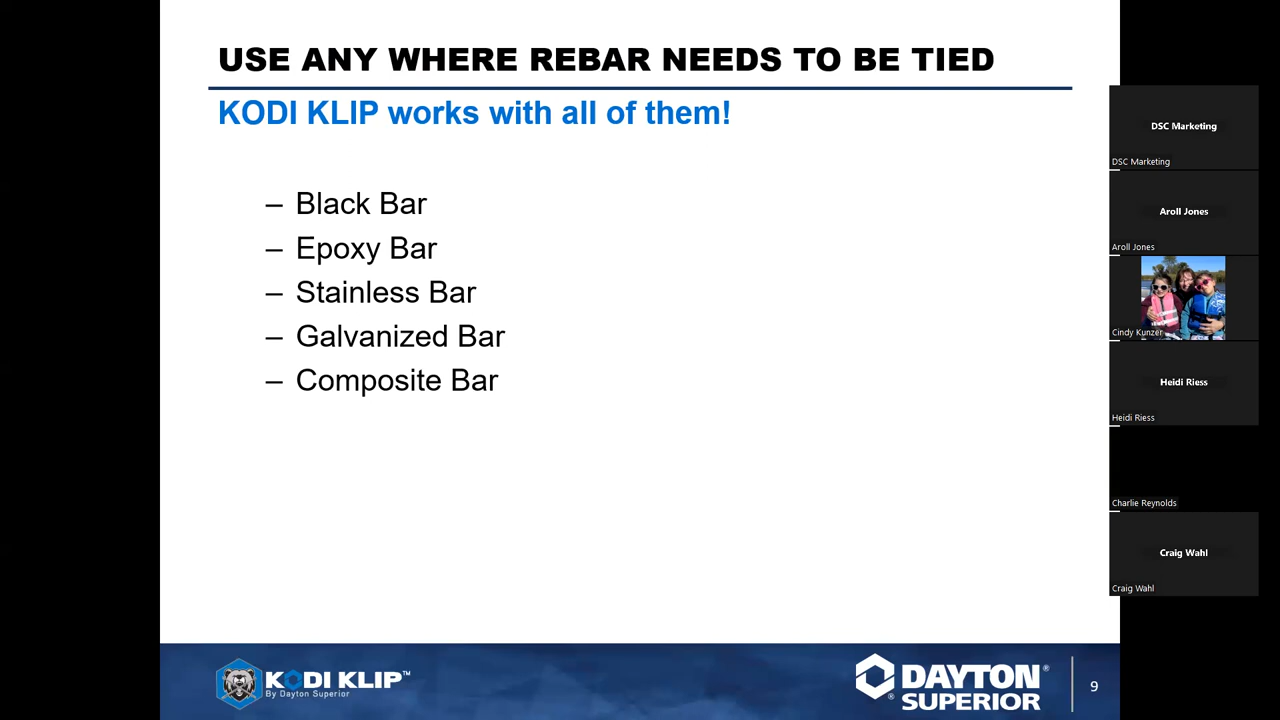 USE ANY WHERE REBAR NEEDS TO BE TIED
KODI KLIP works with all of them!
– Black Bar
– Epoxy Bar
– Stainless Bar
– Galvanized Bar
– Composite Bar
KODI KLIP™
By Dayton Superior
DAYTON®
SUPERIOR®
9
DSC Marketing
DSC Marketing
Aroll Jones
Aroll Jones
Cindy Kunzer
Heidi Riess
Heidi Riess
Charlie Reynolds
Craig Wahl
Craig Wahl